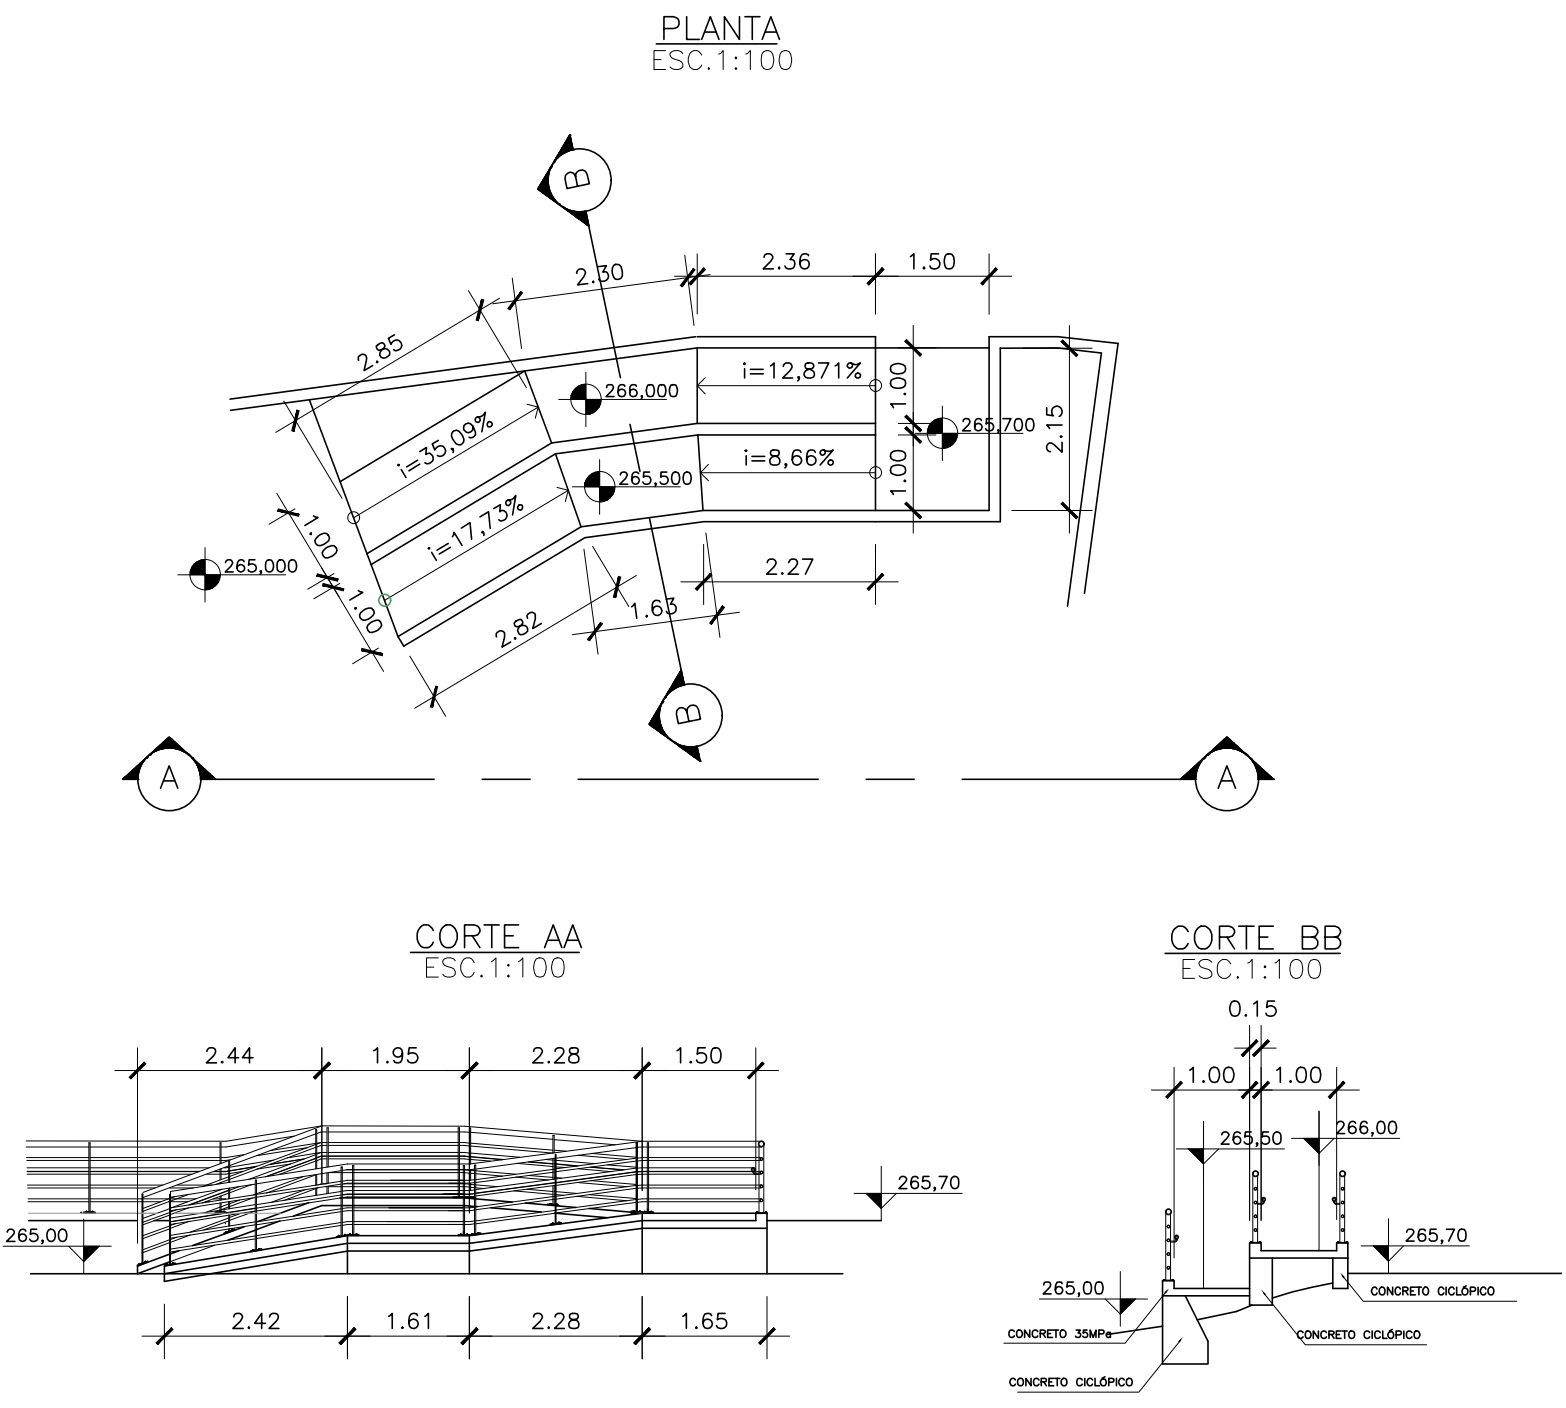 PLANTA
ESC.1:100
B
2.30
2.36
1.50
2.85
i=12,871%
266,000
1.00
i=35,09%
265,700
2.15
i=8,66%
265,500
1.00
i=17,73%
1.00
265,000
2.27
1.00
1.63
2.82
B
A
A
CORTE AA
ESC.1:100
2.44
1.95
2.28
1.50
265,70
265,00
2.42
1.61
2.28
1.65
CORTE BB
ESC.1:100
0.15
1.00
1.00
266,00
265,50
265,70
265,00
CONCRETO CICLÓPICO
CONCRETO 35MPa
CONCRETO CICLÓPICO
CONCRETO CICLÓPICO